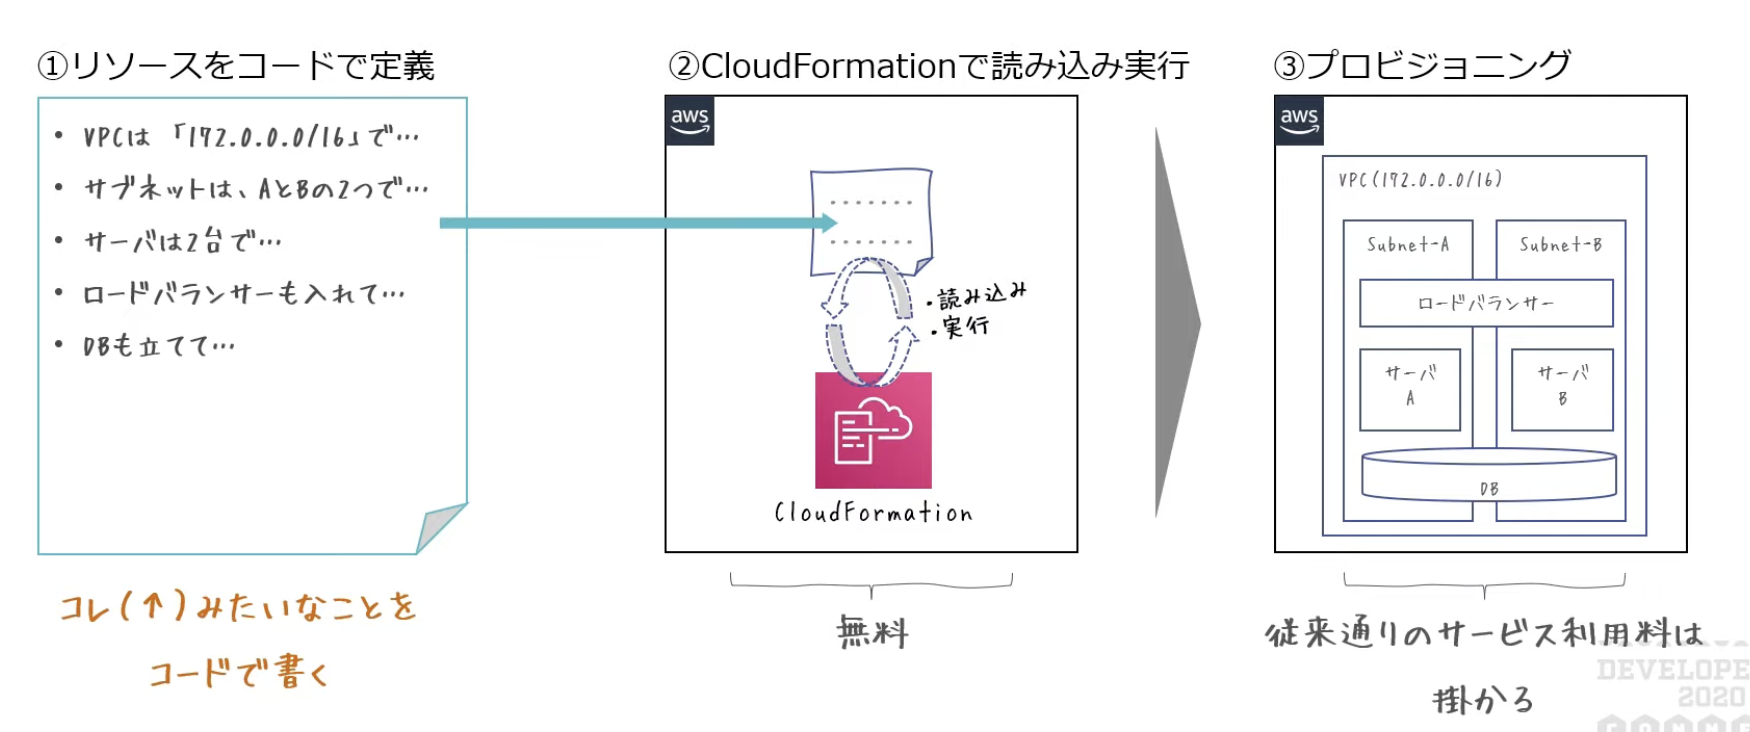 ①リソースをコードで定義
• VPCは「172.0.0.0/16」で…
• サブネットは、AとBの2つで…
• サーバは2台で…
• ロードバランサーも入れて…
• DBも立てて…
コレ(↑)みたいなことを
コードで書く
②CloudFormationで読み込み実行
aws
・読み込み
・実行
CloudFormation
無料
③プロビジョニング
aws
VPC(172.0.0.0/16)
Subnet-A
Subnet-B
ロードバランサー
サーバ
A
サーバ
B
DB
従来通りのサービス利用料は
掛かる
DEVELOPE
2020